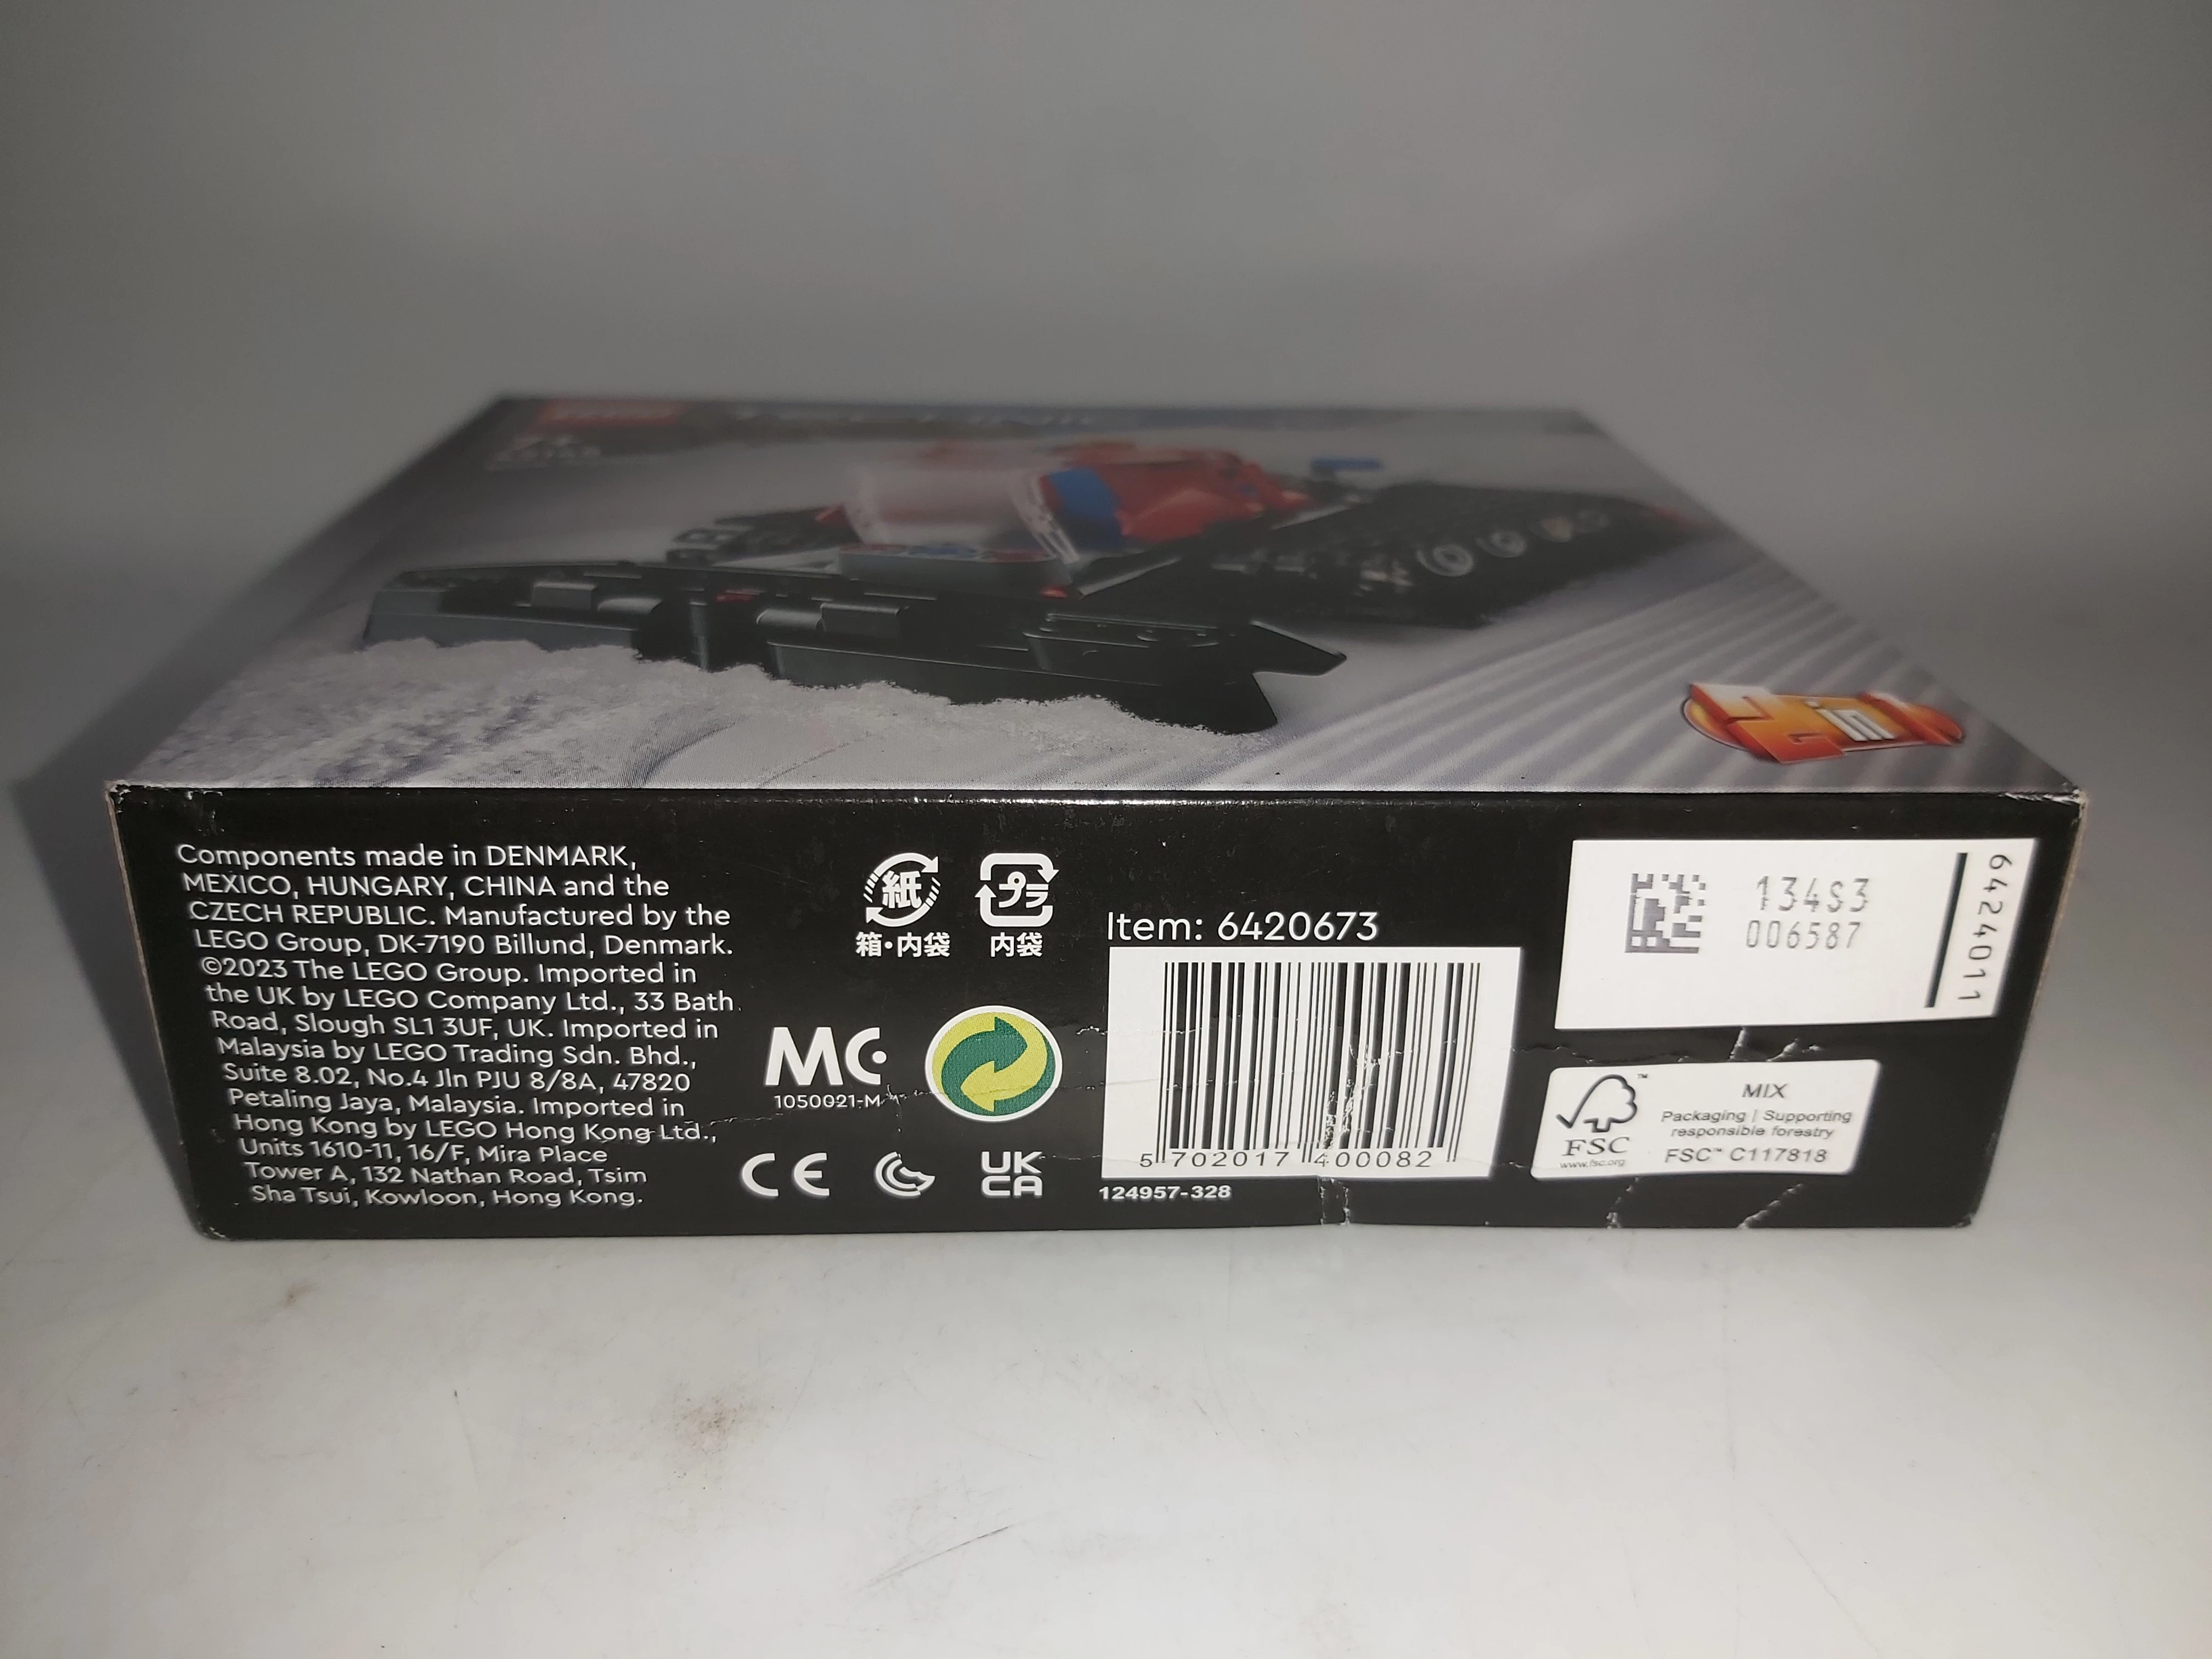 LEGO
TECHNIC
2 in 1
Components made in DENMARK,
MEXICO, HUNGARY, CHINA and the
CZECH REPUBLIC. Manufactured by the
LEGO Group, DK-7190 Billund, Denmark.
©2023 The LEGO Group. Imported in
the UK by LEGO Company Ltd., 33 Bath
Road, Slough SL1 3UF, UK. Imported in
Malaysia by LEGO Trading Sdn. Bhd.,
Suite 8.02, No.4 Jln PJU 8/8A, 47820
Petaling Jaya, Malaysia. Imported in
Hong Kong by LEGO Hong Kong Ltd.,
Units 1610-11, 16/F, Mira Place
Tower A, 132 Nathan Road, Tsim
Sha Tsui, Kowloon, Hong Kong.
紙
箱・内袋
プラ
内袋
MC
1050021-M
CE
UK
CA
Item: 6420673
5 702017 400082
124957-328
134S3
006587
6424011
FSC
www.fsc.org
MIX
Packaging | Supporting
responsible forestry
FSC™ C117818